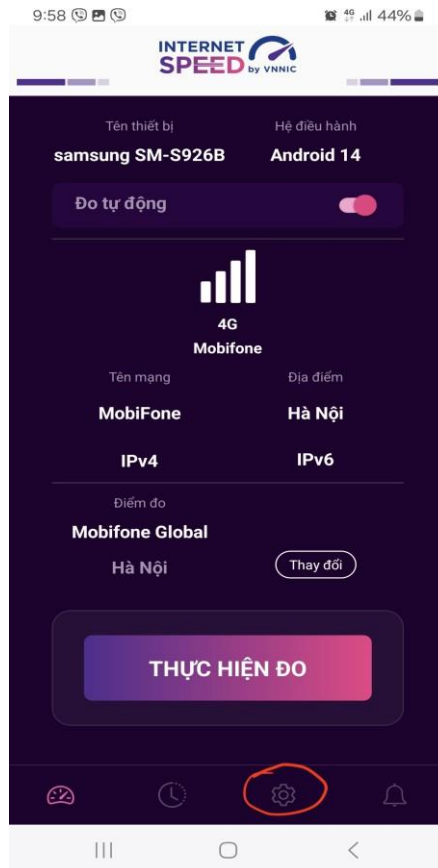 9:58 4G 44%
INTERNET
SPEED by VNNIC
Tên thiết bị Hệ điều hành
samsung SM-S926B Android 14
Đo tự động
4G
Mobifone
Tên mạng Địa điểm
MobiFone Hà Nội
IPv4 IPv6
Điểm đo
Mobifone Global
Hà Nội Thay đổi
THỰC HIỆN ĐO